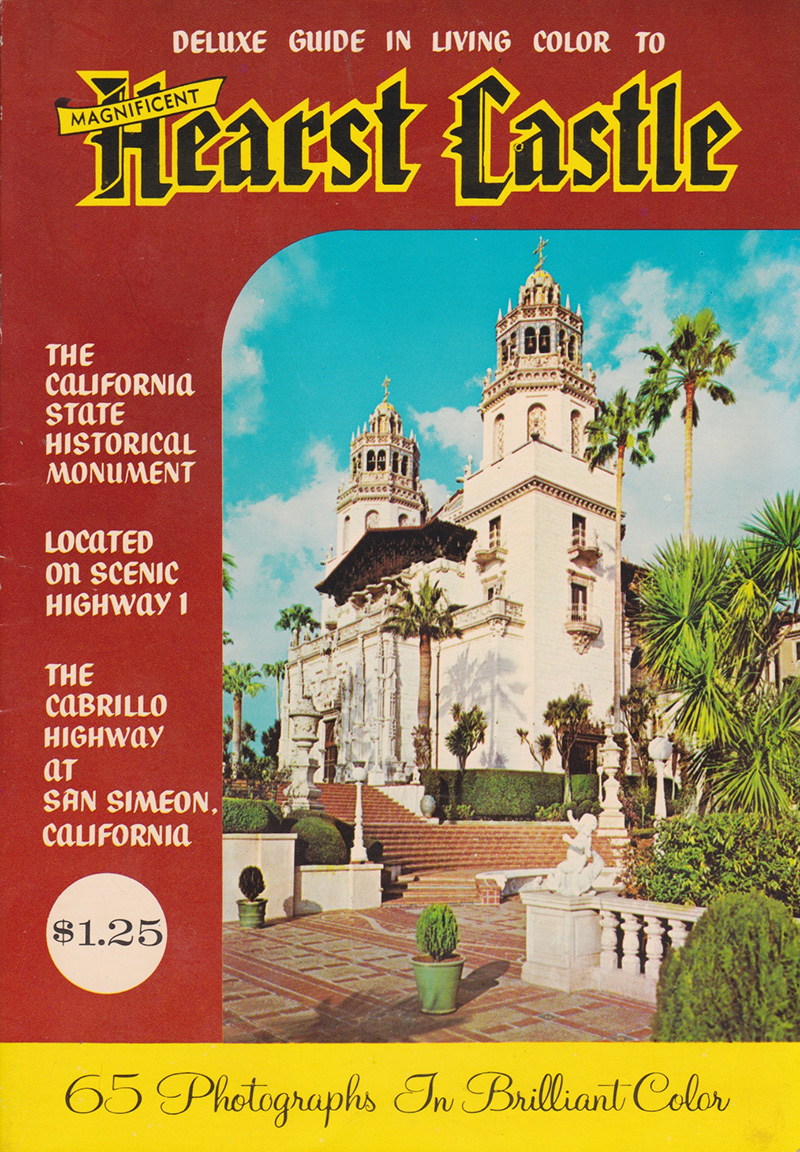 DELUXE GUIDE IN LIVING COLOR TO
MAGNIFICENT
Hearst Castle
THE
CALIFORNIA
STATE
HISTORICAL
MONUMENT
LOCATED
ON SCENIC
HIGHWAY 1
THE
CABRILLO
HIGHWAY
AT
SAN SIMEON,
CALIFORNIA
$1.25
65 Photographs In Brilliant Color